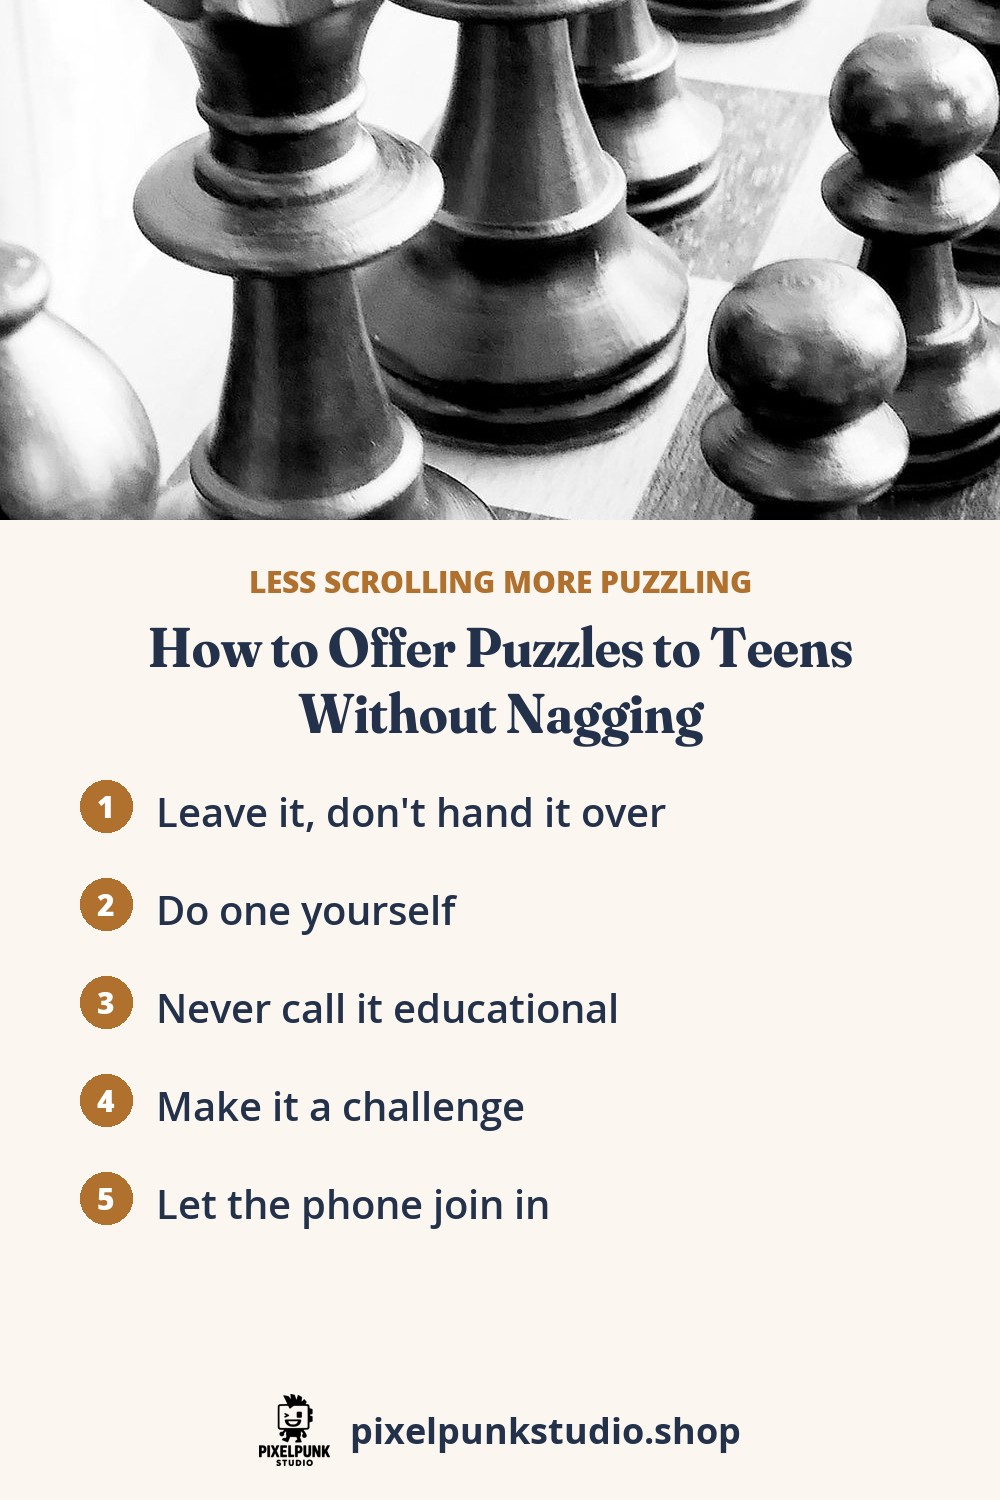 LESS SCROLLING MORE PUZZLING
How to Offer Puzzles to Teens
Without Nagging
1 Leave it, don't hand it over
2 Do one yourself
3 Never call it educational
4 Make it a challenge
5 Let the phone join in
PIXELPUNK
STUDIO
pixelpunkstudio.shop